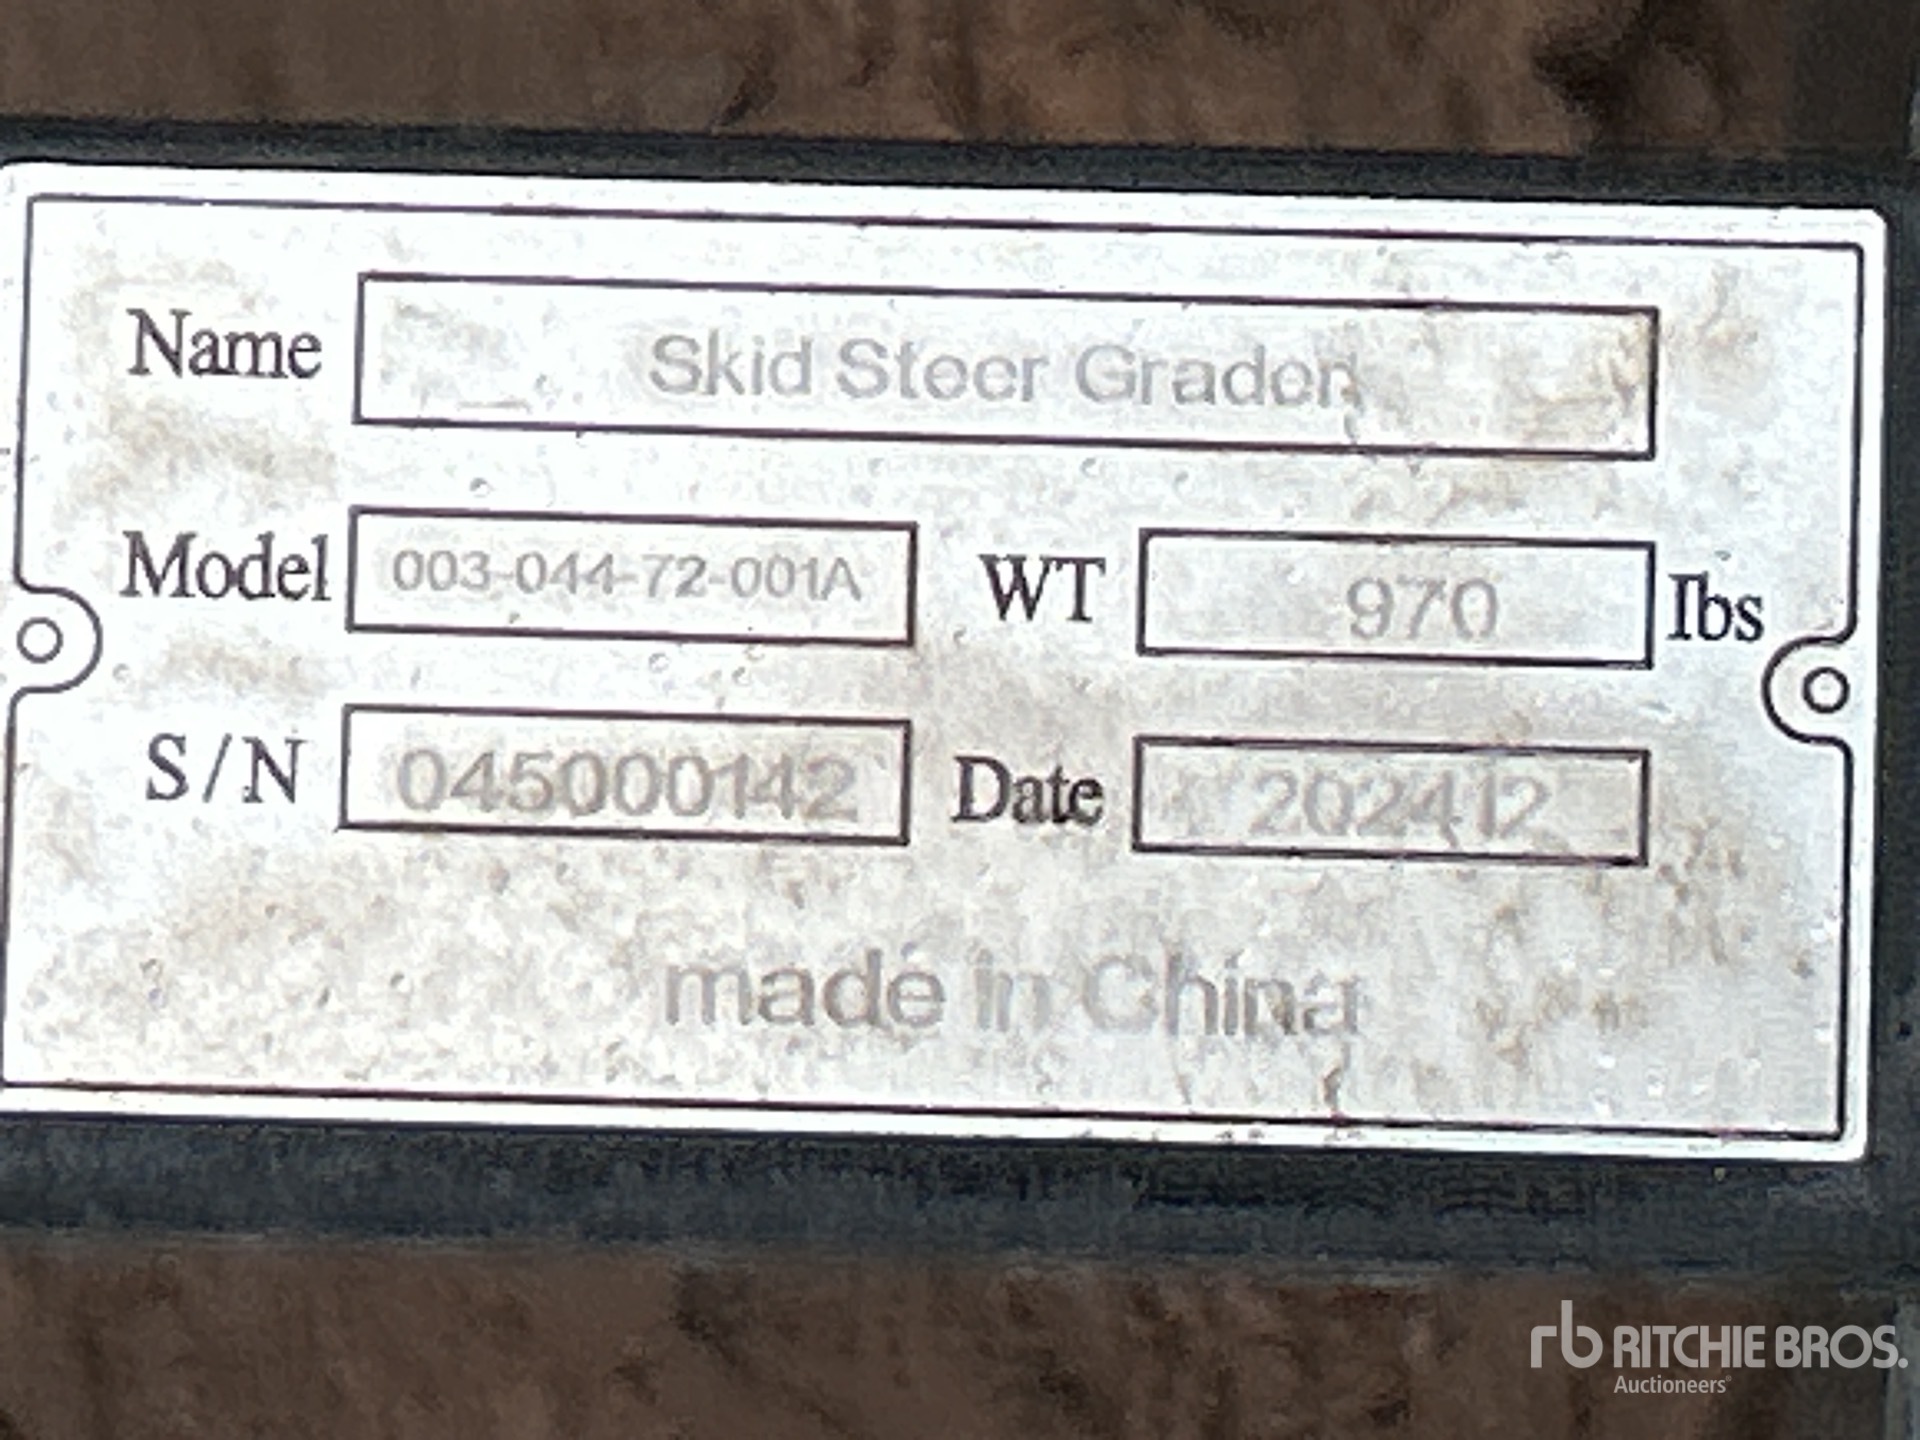 Name Skid Steer Grader
Model 003-044-72-001A WT 970 Ibs
S/N 045000142 Date 202412
made in China
rb RITCHIE BROS.
Auctioneers